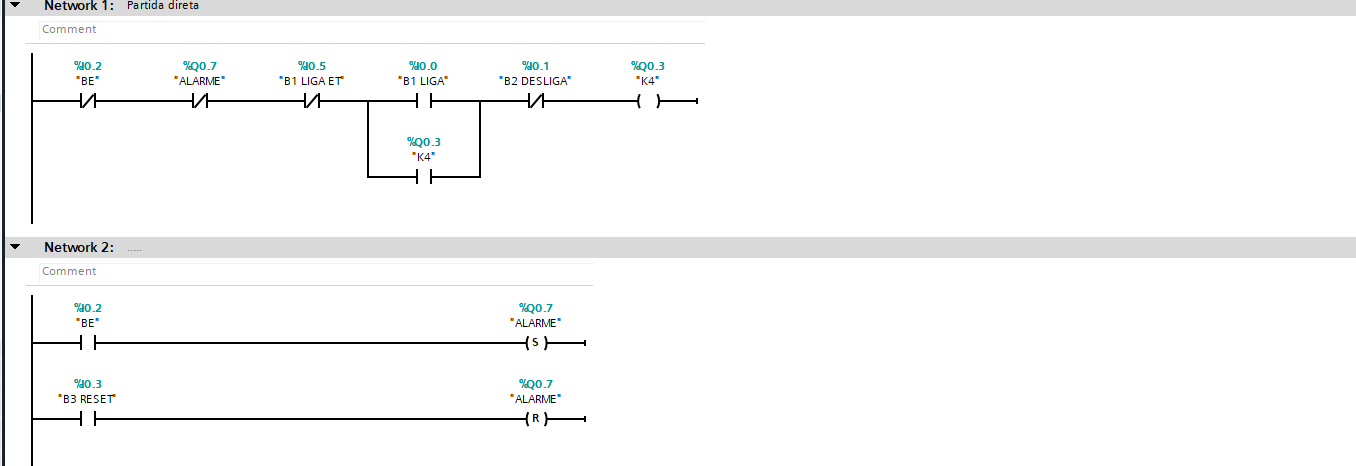 Network 1: Partida direta
Comment
%I0.2 %Q0.7 %I0.5 %I0.0 %I0.1 %Q0.3
"BE" "ALARME" "B1 LIGA ET" "B1 LIGA" "B2 DESLIGA" "K4"
%Q0.3
"K4"
Network 2: .....
Comment
%I0.2 %Q0.7
"BE" "ALARME"
S
%I0.3 %Q0.7
"B3 RESET" "ALARME"
R